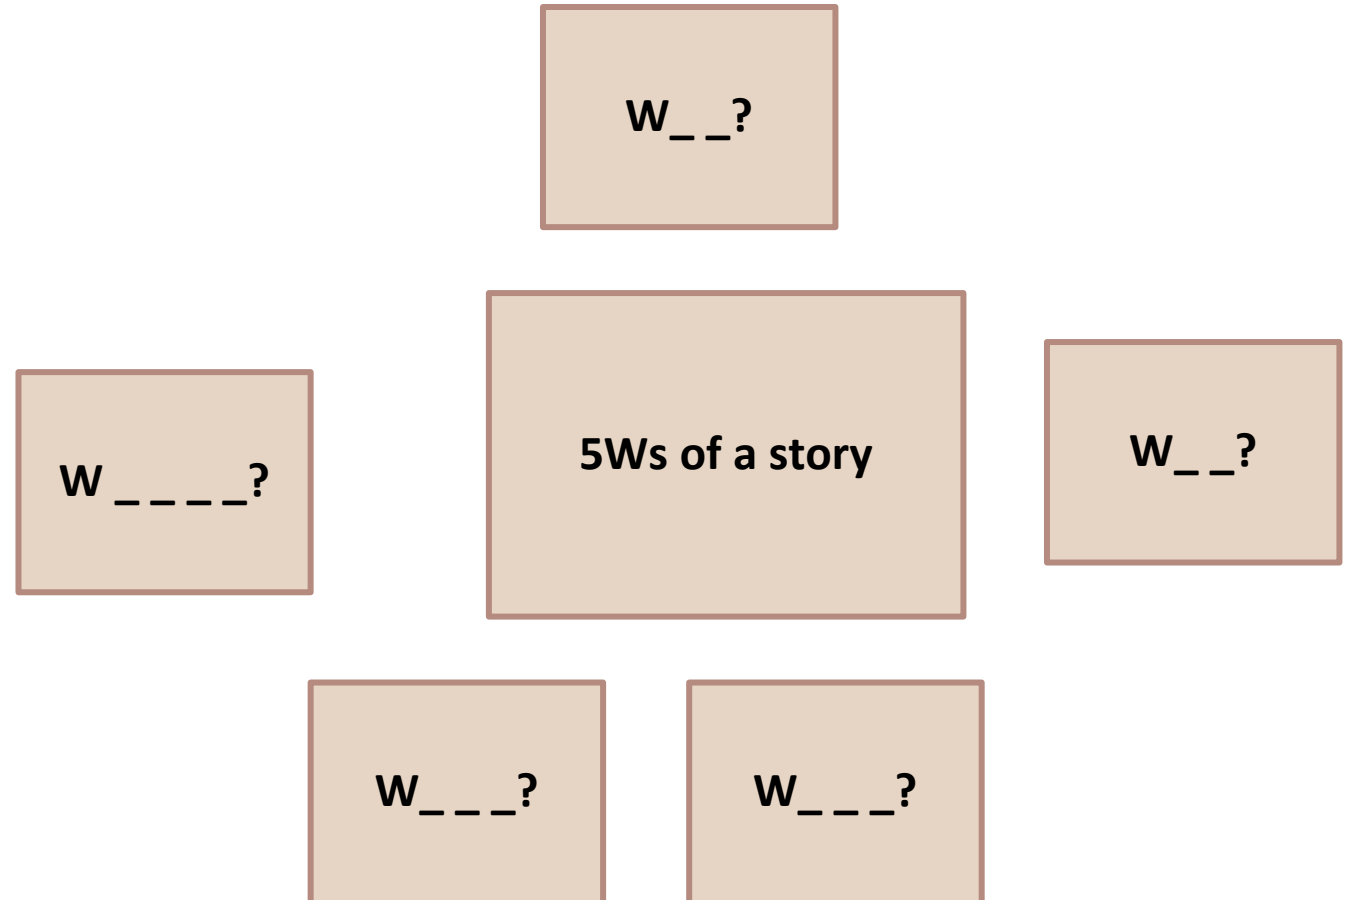 W_ _?
5Ws of a story
W_ _?
W _ _ _ _?
W_ _ _?
W_ _ _?